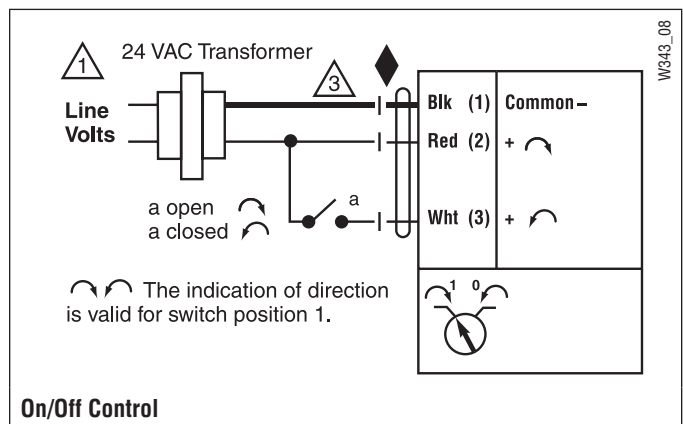 W343_08
1 24 VAC Transformer
3
Line
Volts
Blk (1) Common –
Red (2) +
a
Wht (3) +
a open
a closed
The indication of direction
is valid for switch position 1.
1 0
On/Off Control